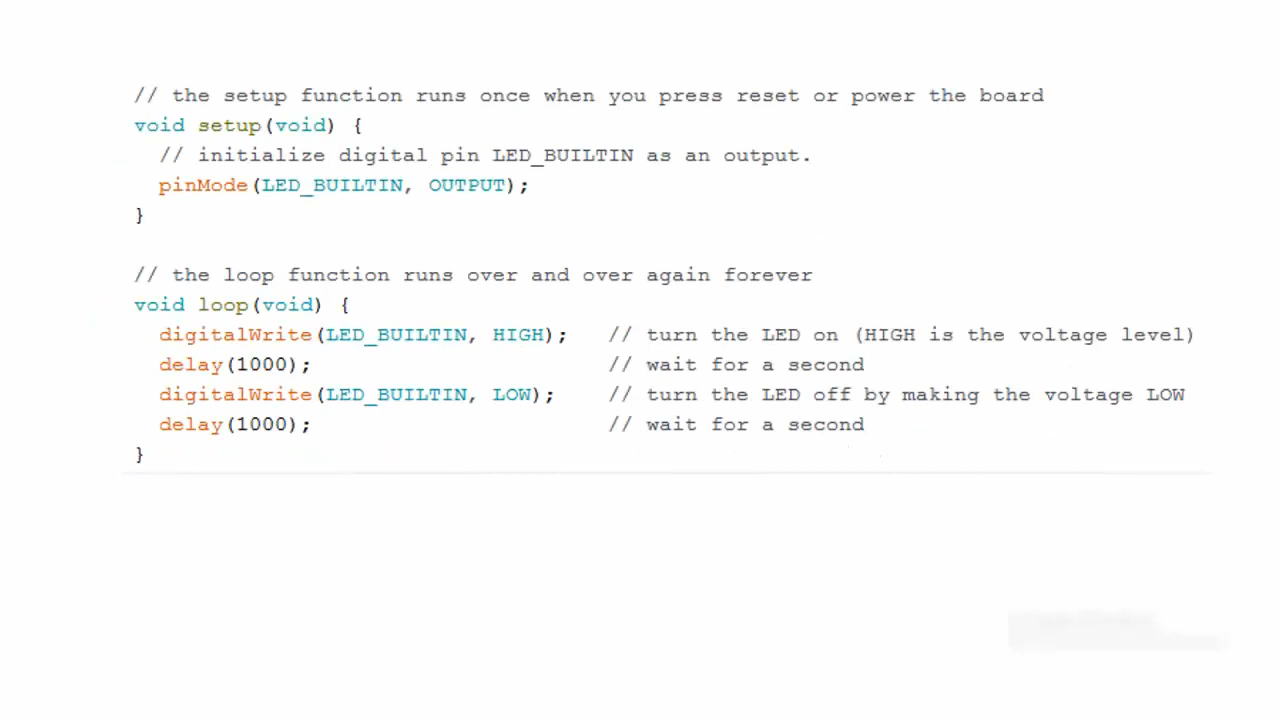 // the setup function runs once when you press reset or power the board
void setup(void) {
  // initialize digital pin LED_BUILTIN as an output.
  pinMode(LED_BUILTIN, OUTPUT);
}

// the loop function runs over and over again forever
void loop(void) {
  digitalWrite(LED_BUILTIN, HIGH);   // turn the LED on (HIGH is the voltage level)
  delay(1000);                       // wait for a second
  digitalWrite(LED_BUILTIN, LOW);    // turn the LED off by making the voltage LOW
  delay(1000);                       // wait for a second
}